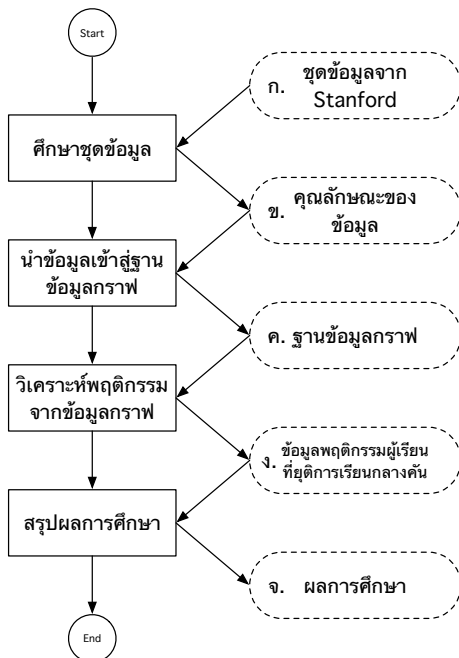 Start
ก. ชุดข้อมูลจาก
Stanford
ศึกษาชุดข้อมูล
ข. คุณลักษณะของ
ข้อมูล
นำข้อมูลเข้าสู่ฐาน
ข้อมูลกราฟ
ค. ฐานข้อมูลกราฟ
วิเคราะห์พฤติกรรม
จากข้อมูลกราฟ
ง. ข้อมูลพฤติกรรมผู้เรียน
ที่ยุติการเรียนกลางคัน
สรุปผลการศึกษา
จ. ผลการศึกษา
End